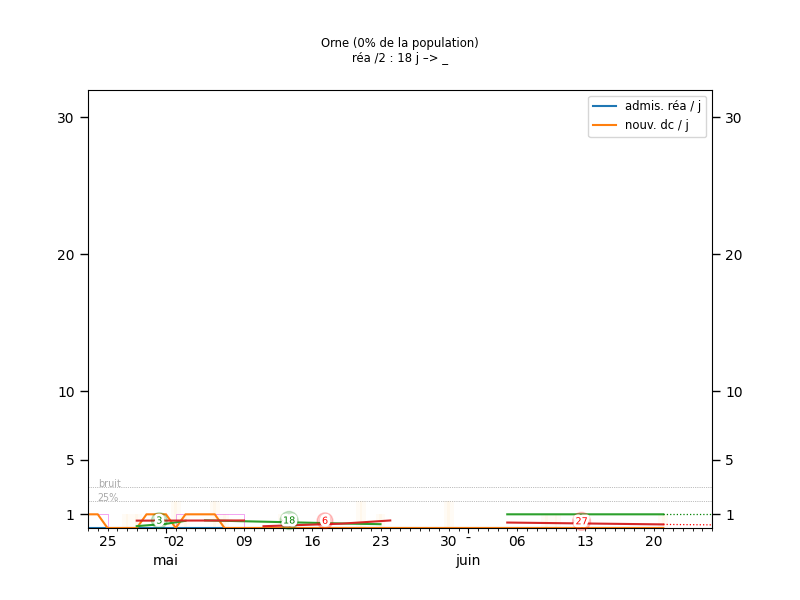 Orne (0% de la population)
réa /2 : 18 j –> _
admis. réa / j
nouv. dc / j
30 30
20 20
10 10
5 5
bruit
25%
1 3 18 6 27 1
25 02 09 16 23 30 06 13 20
mai juin